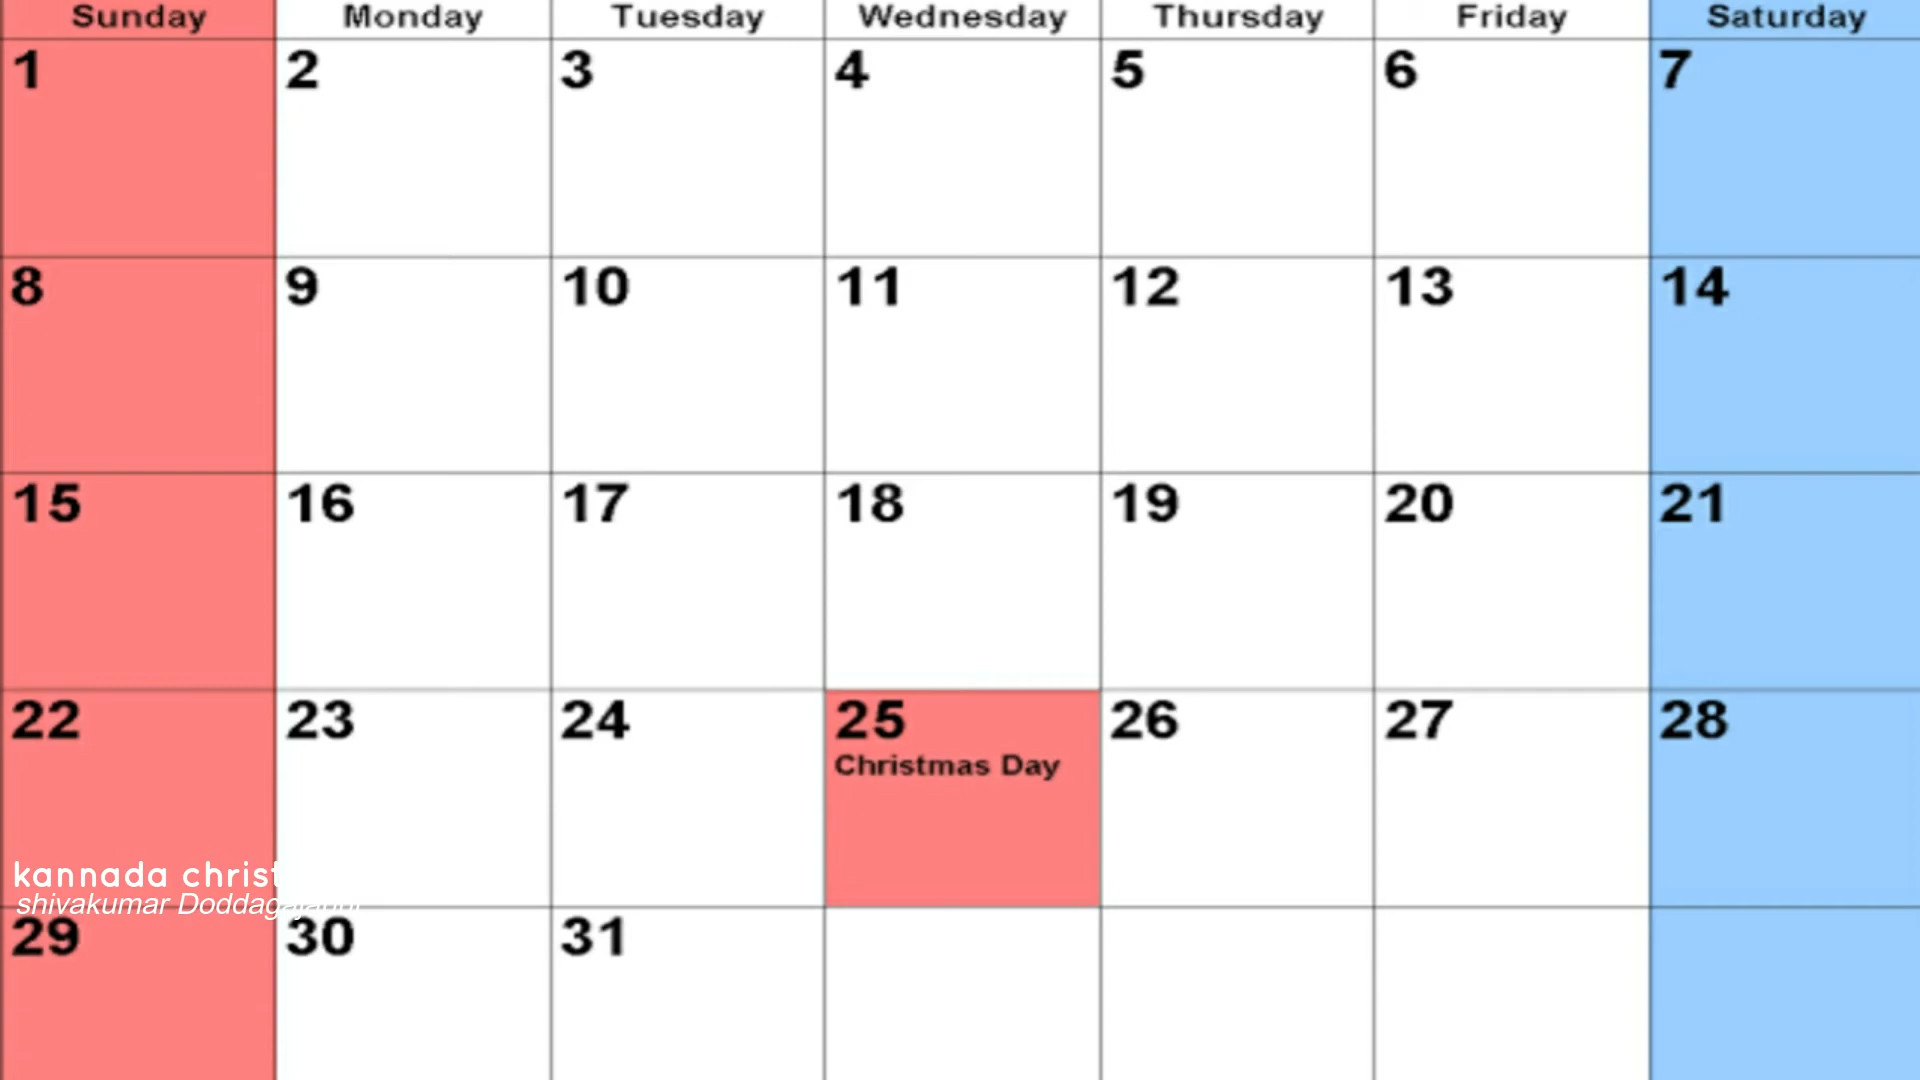 Sunday Monday Tuesday Wednesday Thursday Friday Saturday
1 2 3 4 5 6 7
8 9 10 11 12 13 14
15 16 17 18 19 20 21
22 23 24 25 26 27 28
Christmas Day
kannada christ
shivakumar
29 30 31